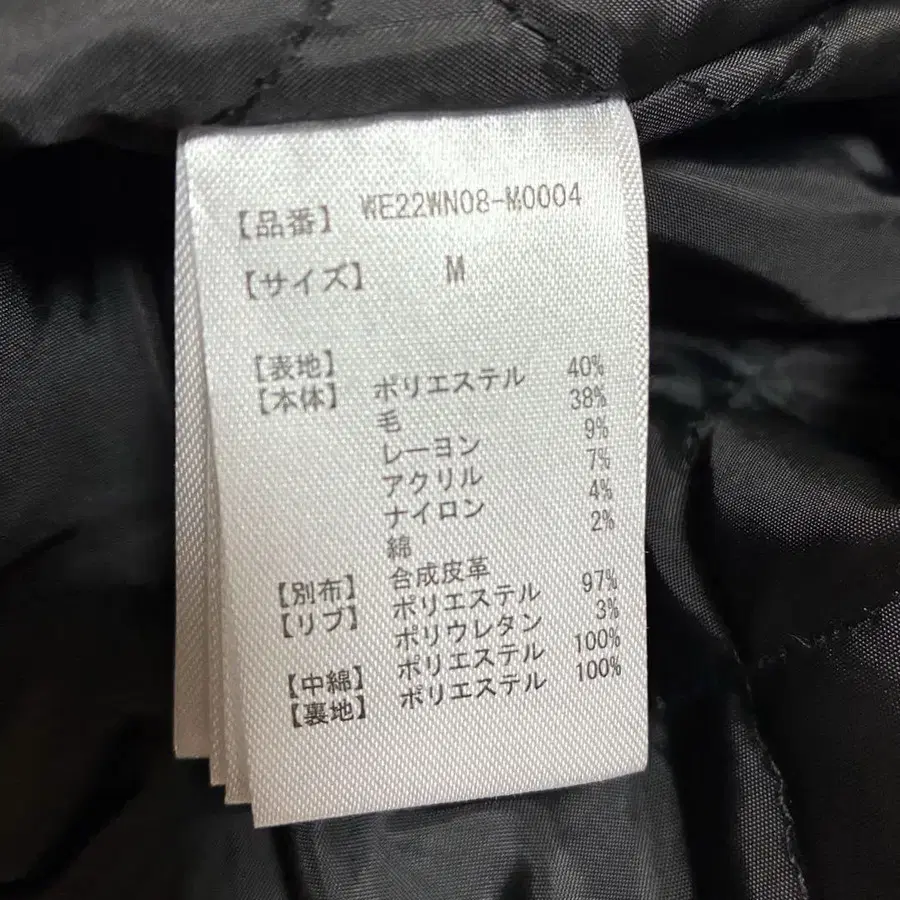 【品番】 WE22WN08-M0004
【サイズ】 M
【表地】
【本体】 ポリエステル 40%
毛 38%
レーヨン 9%
アクリル 7%
ナイロン 4%
綿 2%
【別布】 合成皮革
【リブ】 ポリエステル 97%
ポリウレタン 3%
【中綿】 ポリエステル 100%
【裏地】 ポリエステル 100%